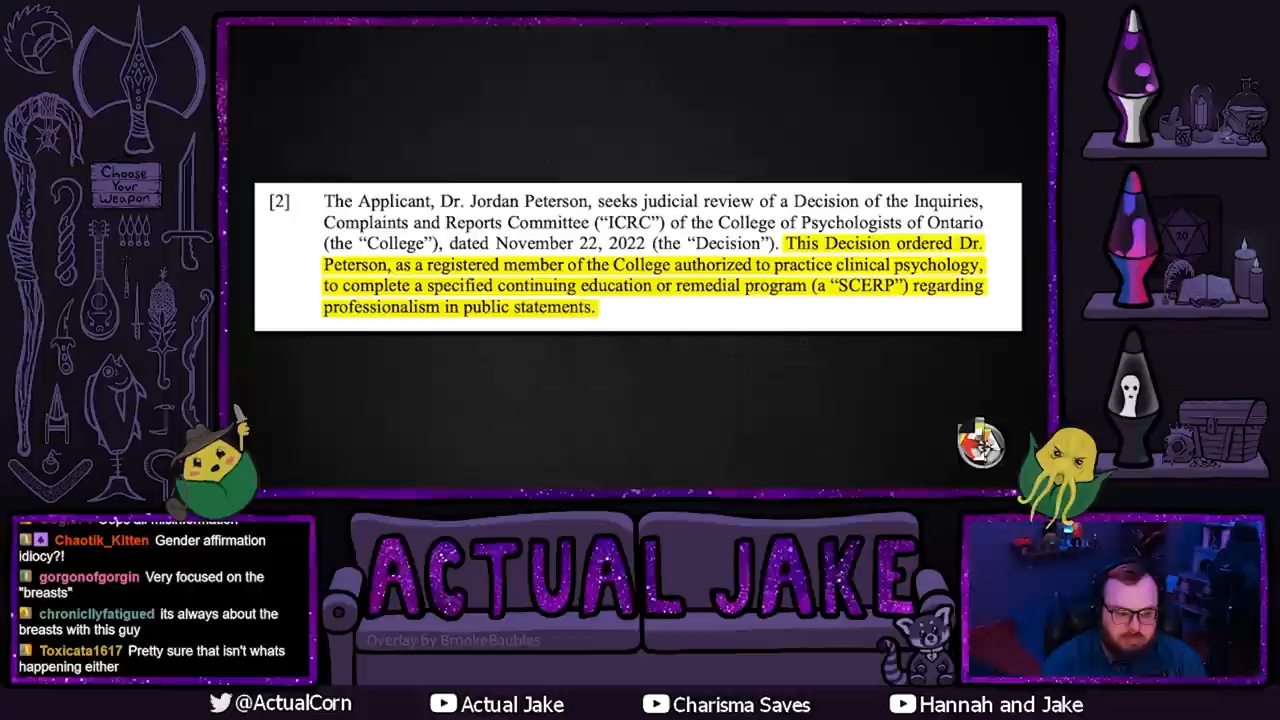 Choose
Your
Weapon
20
[2] The Applicant, Dr. Jordan Peterson, seeks judicial review of a Decision of the Inquiries,
Complaints and Reports Committee (“ICRC”) of the College of Psychologists of Ontario
(the “College”), dated November 22, 2022 (the “Decision”). This Decision ordered Dr.
Peterson, as a registered member of the College authorized to practice clinical psychology,
to complete a specified continuing education or remedial program (a “SCERP”) regarding
professionalism in public statements.
Chaotik_Kitten Gender affirmation
idiocy?!
gorgonofgorgin Very focused on the
"breasts"
chronicllyfatigued its always about the
breasts with this guy
Toxicata1617 Pretty sure that isn't whats
happening either
ACTUAL JAKE
Overlay by BrookeBaubles
@ActualCorn
Actual Jake
Charisma Saves
Hannah and Jake